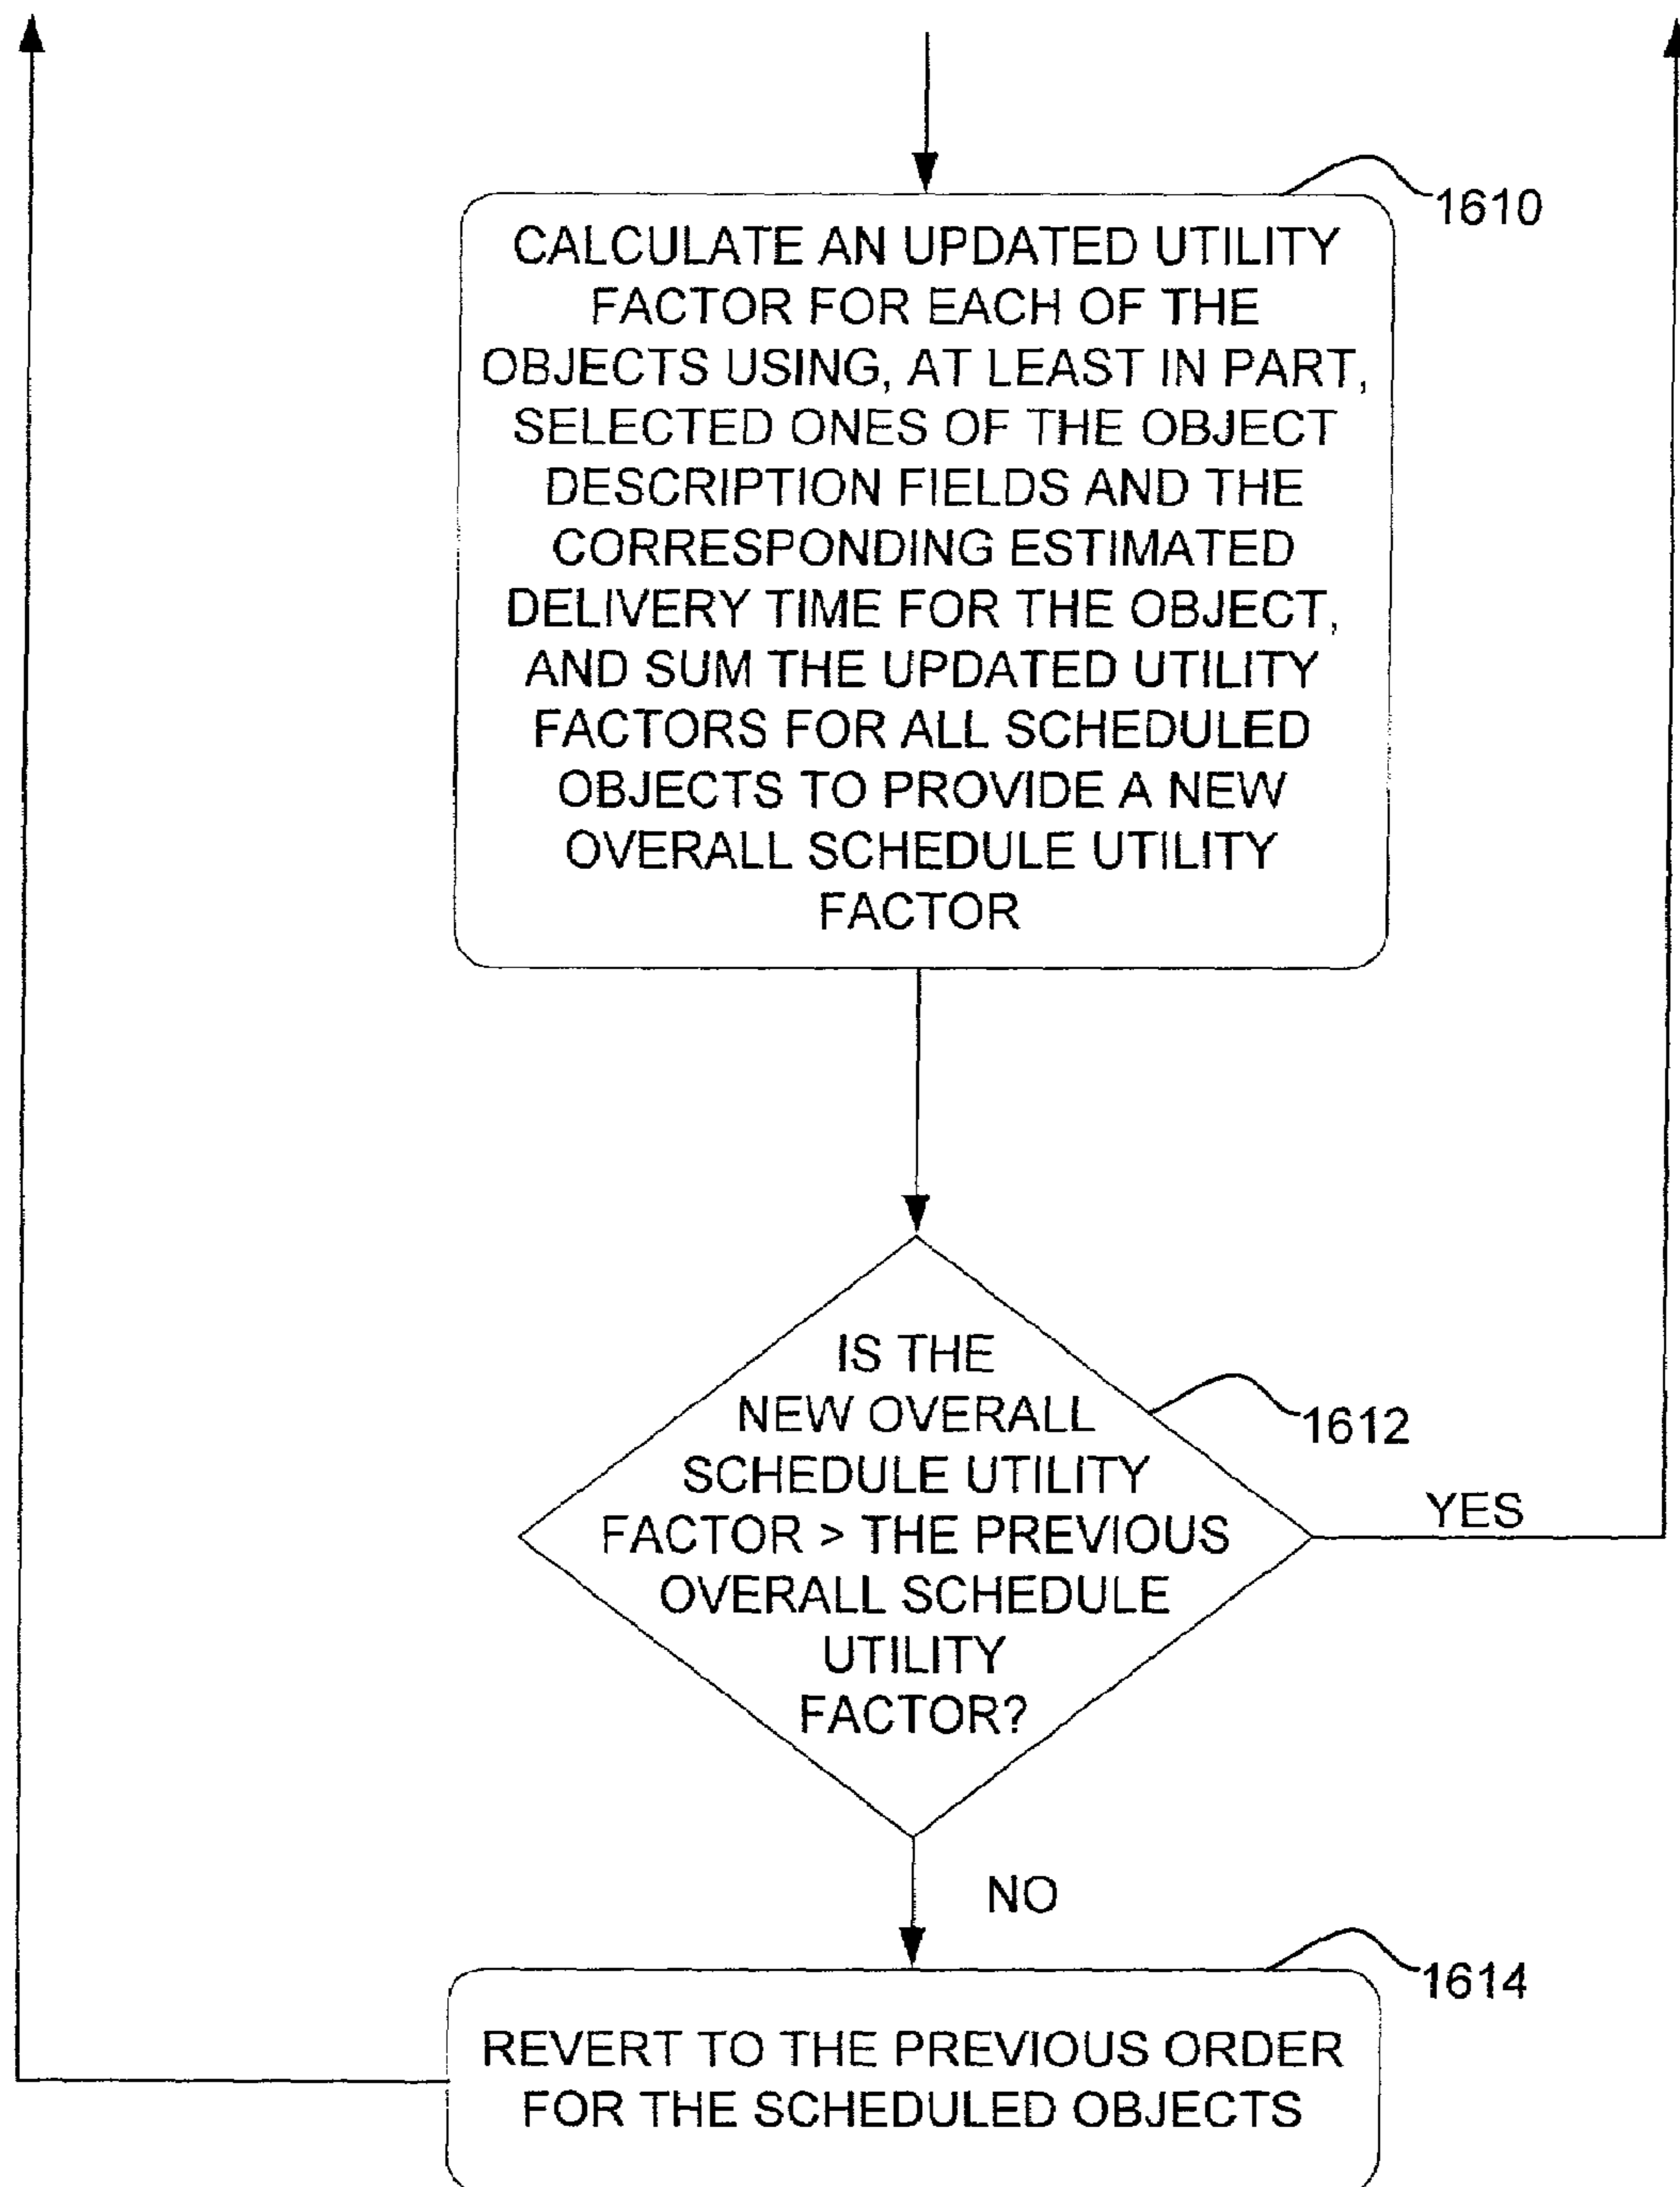 1610
CALCULATE AN UPDATED UTILITY
FACTOR FOR EACH OF THE
OBJECTS USING, AT LEAST IN PART,
SELECTED ONES OF THE OBJECT
DESCRIPTION FIELDS AND THE
CORRESPONDING ESTIMATED
DELIVERY TIME FOR THE OBJECT,
AND SUM THE UPDATED UTILITY
FACTORS FOR ALL SCHEDULED
OBJECTS TO PROVIDE A NEW
OVERALL SCHEDULE UTILITY
FACTOR
IS THE
NEW OVERALL
SCHEDULE UTILITY
FACTOR > THE PREVIOUS
OVERALL SCHEDULE
UTILITY
FACTOR?
1612
YES
NO
1614
REVERT TO THE PREVIOUS ORDER
FOR THE SCHEDULED OBJECTS